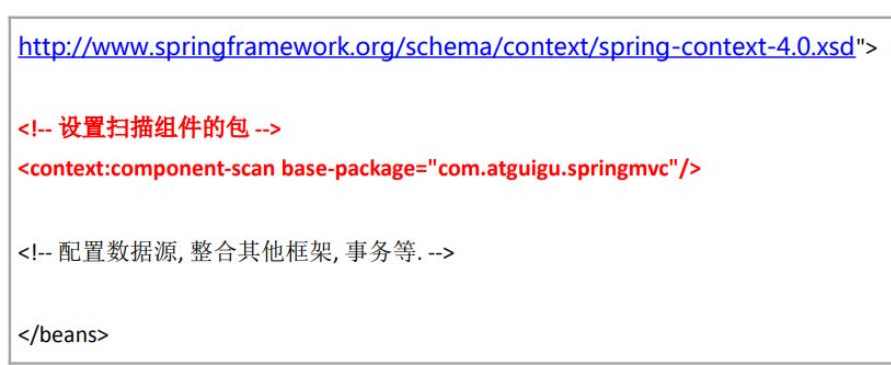 http://www.springframework.org/schema/context/spring-context-4.0.xsd">
<!-- 设置扫描组件的包 -->
<context:component-scan base-package="com.atguigu.springmvc"/>
<!-- 配置数据源, 整合其他框架, 事务等. -->
</beans>